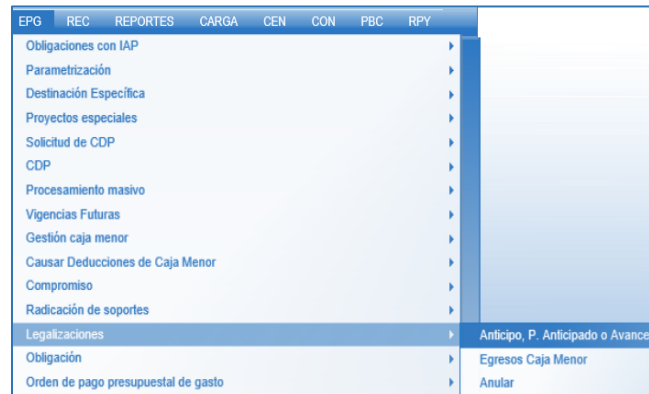 EPG REC REPORTES CARGA CEN CON PBC RPY
Obligaciones con IAP
Parametrización
Destinación Específica
Proyectos especiales
Solicitud de CDP
CDP
Procesamiento masivo
Vigencias Futuras
Gestión caja menor
Causar Deducciones de Caja Menor
Compromiso
Radicación de soportes
Legalizaciones
Anticipo, P. Anticipado o Avance
Obligación
Egresos Caja Menor
Orden de pago presupuestal de gasto
Anular